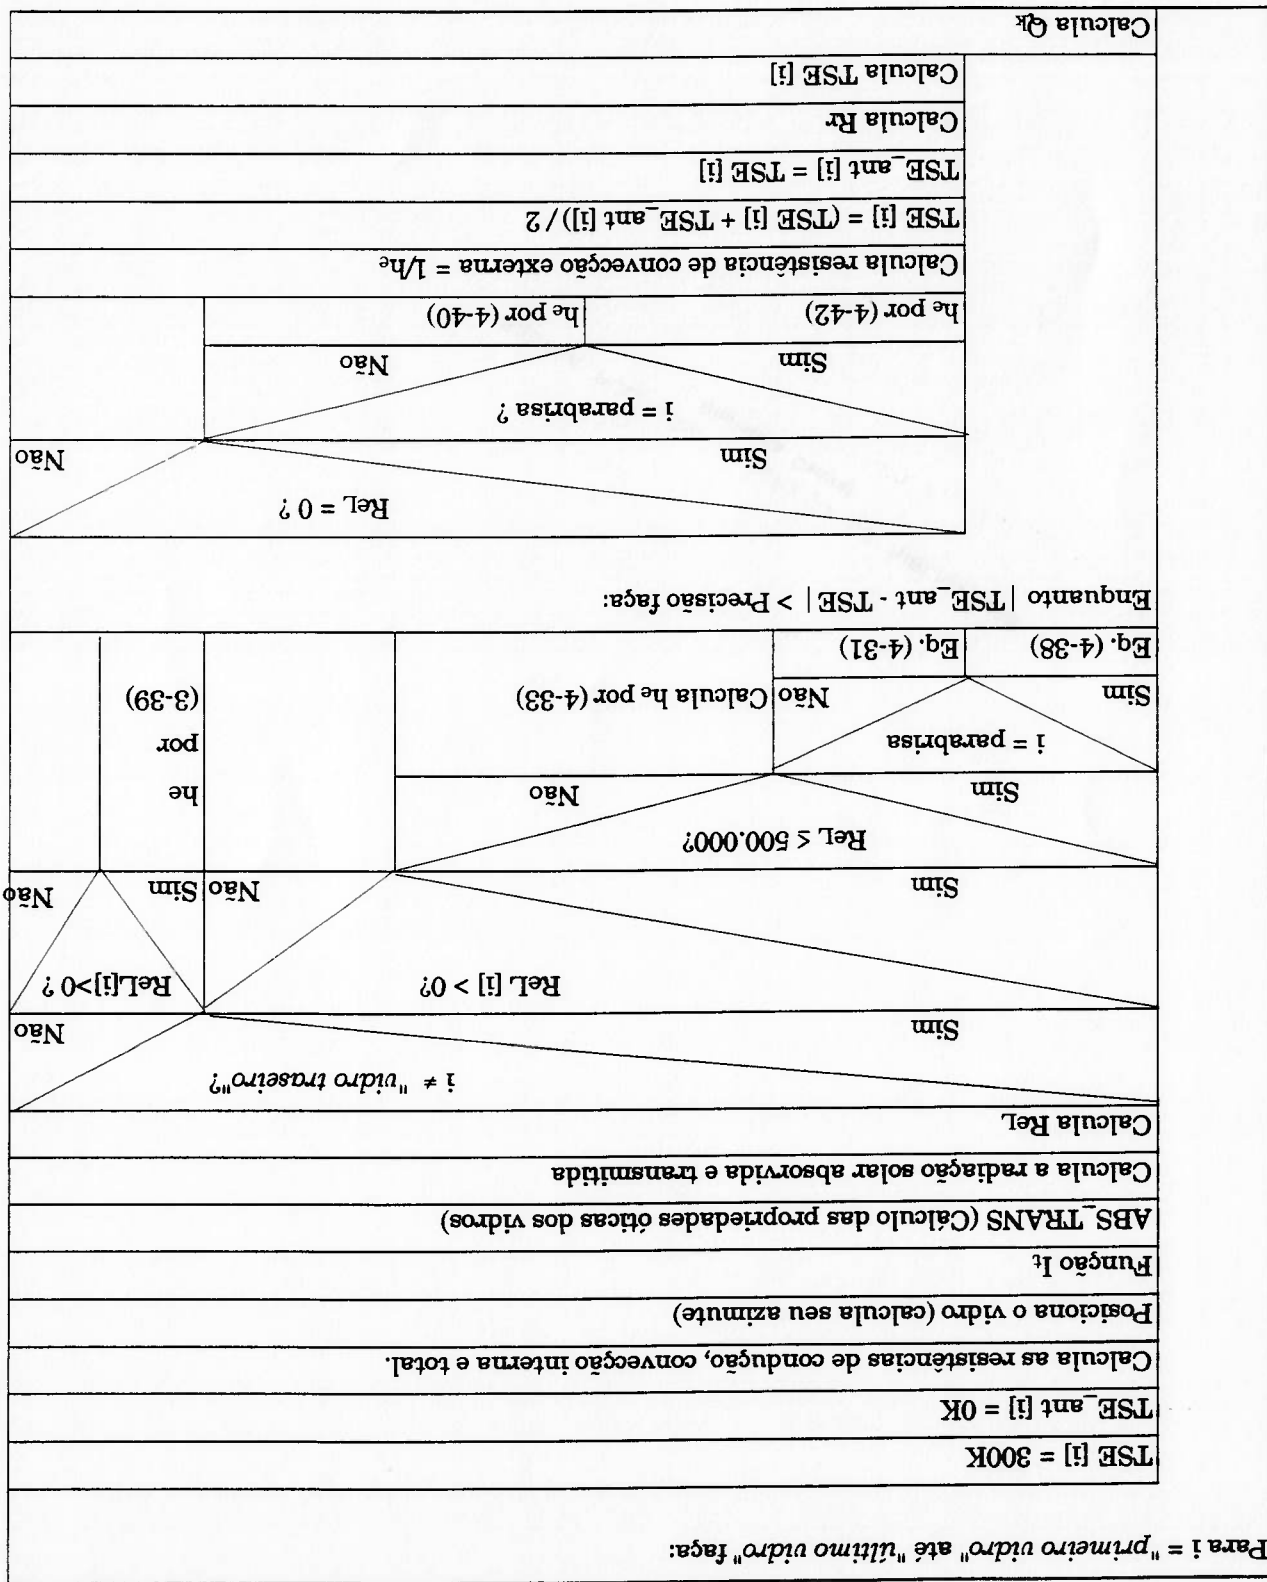 Para i = "primeiro vidro" até "último vidro" faça:
TSE [i] = 300K
TSE_ant [i] = 0K
Calcula as resistências de condução, convecção interna e total.
Posiciona o vidro (calcula seu azimute)
Função It
ABS_TRANS (Cálculo das propriedades óticas dos vidros)
Calcula a radiação solar absorvida e transmitida
Calcula ReL
i ≠ "vidro traseiro"?
Sim
Não
ReL [i] > 0?
ReL[i]>0 ?
Sim
Não
Sim
Não
ReL ≤ 500.000?
Sim
Não
he
por
(3-39)
i = parabrisa
Sim
Não
Calcula he por (4-33)
Eq. (4-38)
Eq. (4-31)
Enquanto | TSE_ant - TSE | > Precisão faça:
ReL = 0 ?
Sim
Não
i = parabrisa ?
Sim
Não
he por (4-42)
he por (4-40)
Calcula resistência de convecção externa = 1/he
TSE [i] = (TSE [i] + TSE_ant [i]) / 2
TSE_ant [i] = TSE [i]
Calcula Rr
Calcula TSE [i]
Calcula Qk